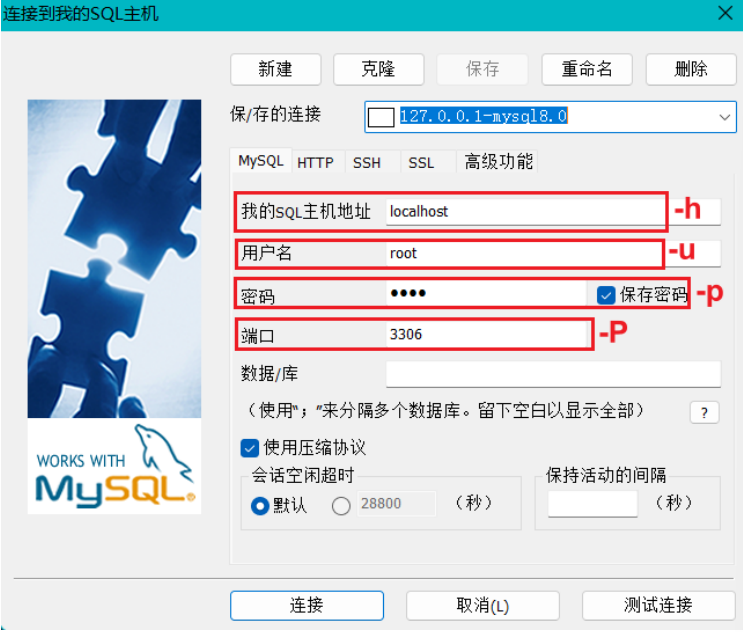 连接到我的SQL主机
新建 克隆 保存 重命名 删除
保/存的连接 127.0.0.1-mysql8.0
MySQL HTTP SSH SSL 高级功能
我的SQL主机地址 localhost -h
用户名 root -u
密码 •••• 保存密码 -p
端口 3306 -P
数据/库
（使用“；”来分隔多个数据库。留下空白以显示全部） ?
使用压缩协议
会话空闲超时 保持活动的间隔
默认 28800 （秒） （秒）
WORKS WITH
MySQL®
连接 取消(L) 测试连接